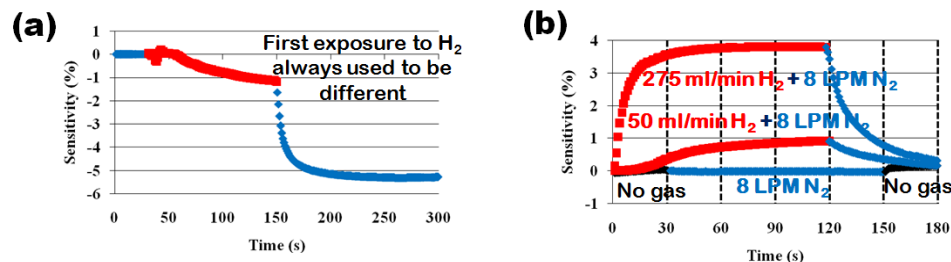 (a)
First exposure to H2
always used to be
different
Sensitivity (%)
1
0
-1
-2
-3
-4
-5
-6
0 50 100 150 200 250 300
Time (s)
(b)
275 ml/min H2 + 8 LPM N2
50 ml/min H2 + 8 LPM N2
No gas
8 LPM N2
No gas
Sensitivity (%)
4
3
2
1
0
-1
0 30 60 90 120 150 180
Time (s)